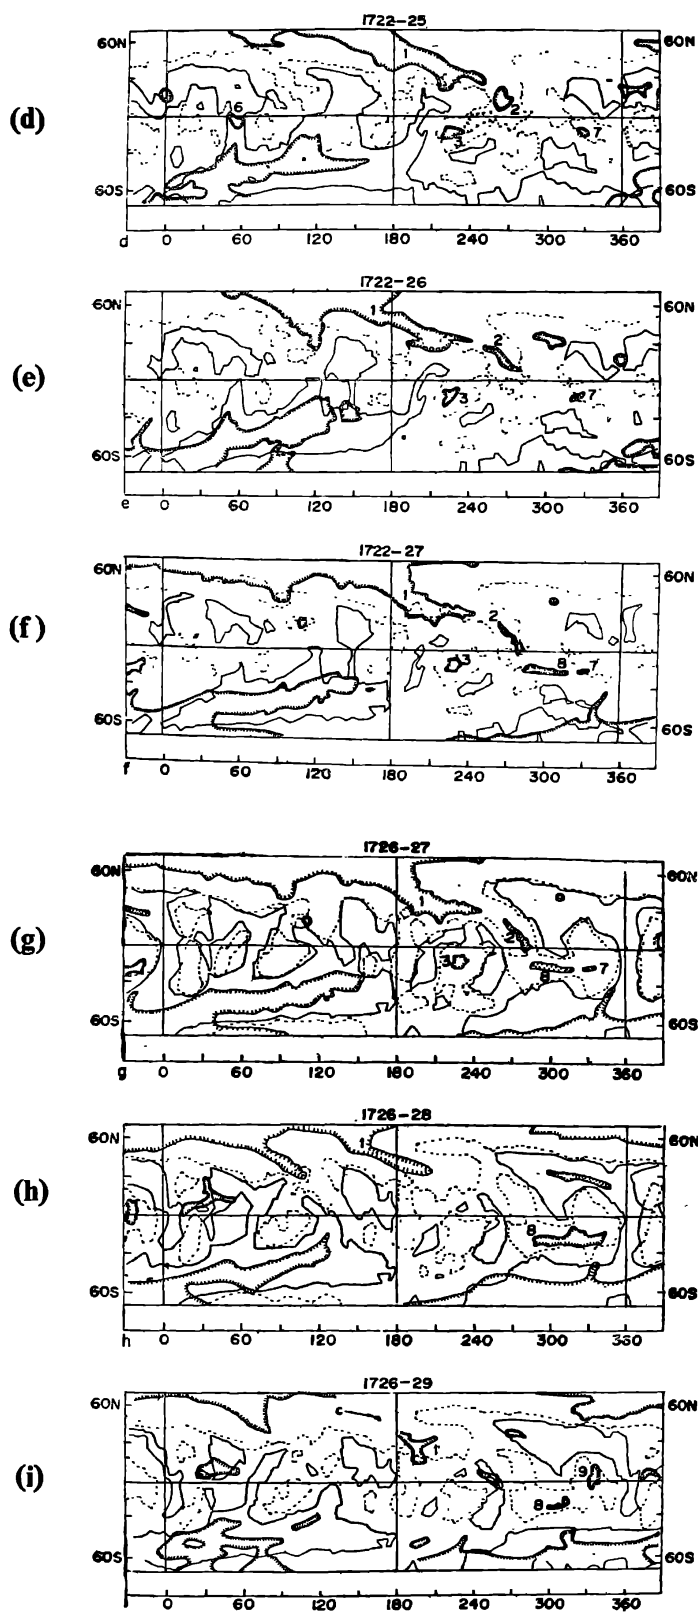 1722-25
60N 60N
1
(d)
6 2 7
60S 60S
d 0 60 120 180 240 300 360
1722-26
60N 60N
1 2
(e)
3 7
60S 60S
e 0 60 120 180 240 300 360
1722-27
60N 60N
1 2
(f)
3 8 7
60S 60S
f 0 60 120 180 240 300 360
1726-27
60N 60N
1
(g)
2
3 8 7
60S 60S
g 0 60 120 180 240 300 360
1726-28
60N 60N
1
(h)
8
60S 60S
h 0 60 120 180 240 300 360
1726-29
60N 60N
c
1
(i)
9
8
60S 60S
i 0 60 120 180 240 300 360